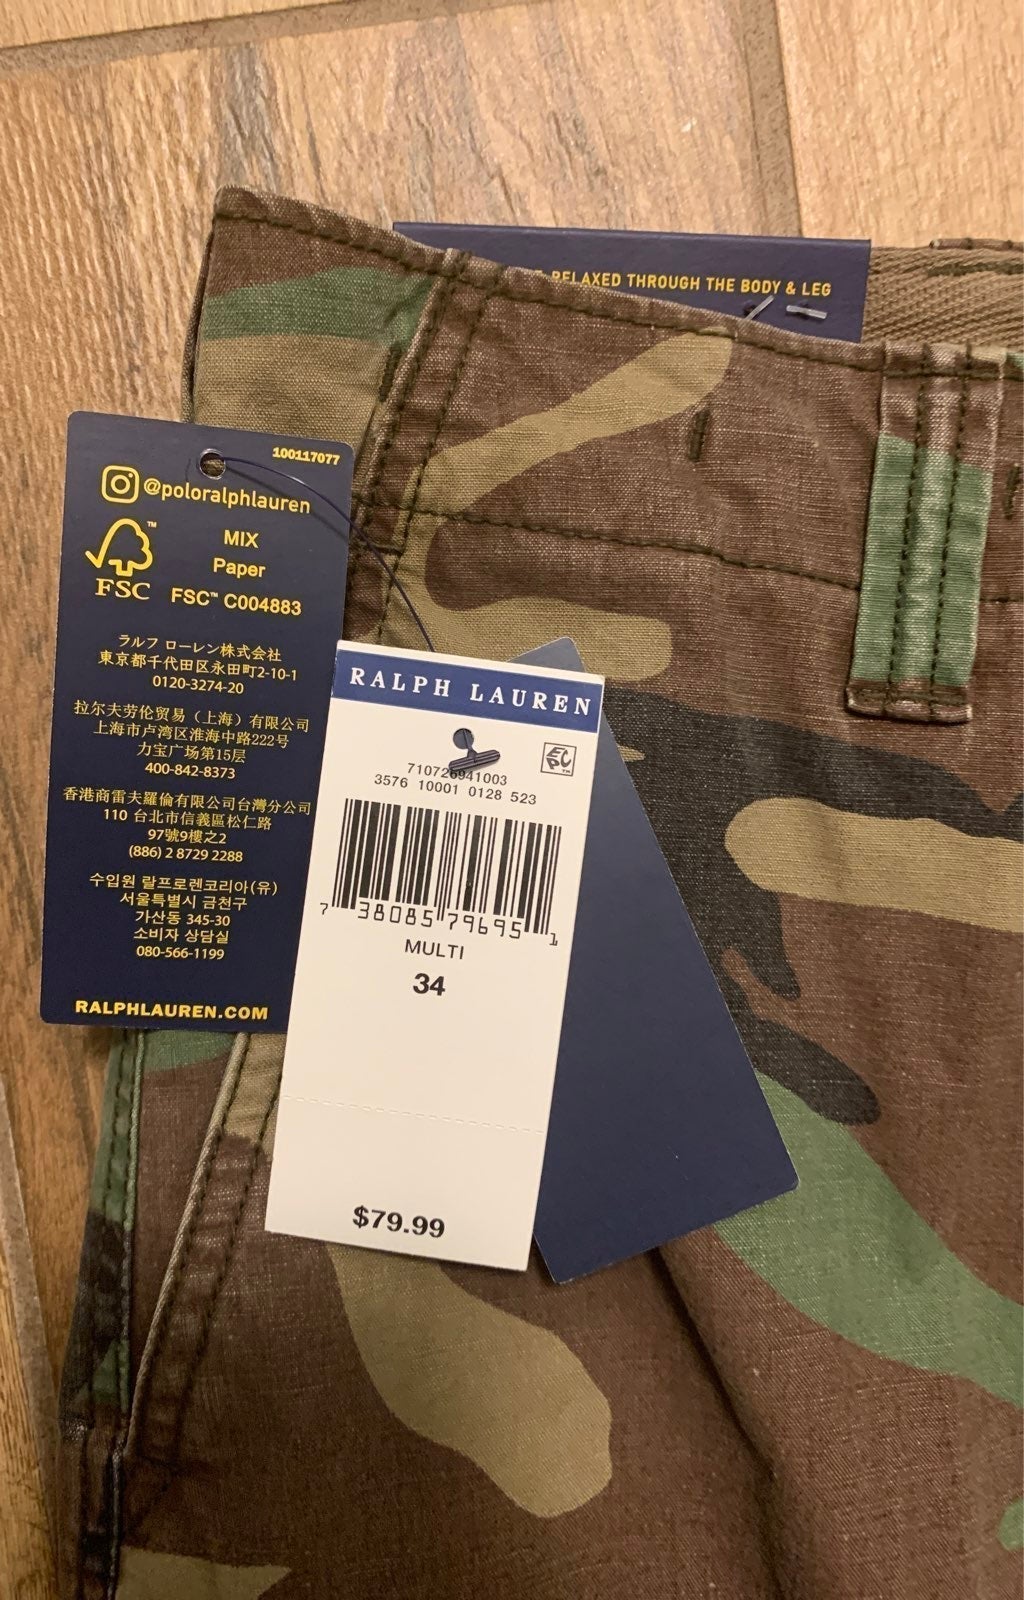 RELAXED THROUGH THE BODY & LEG
100117077
@poloralphlauren
MIX
Paper
FSC™ C004883
FSC
ラルフ ローレン株式会社
東京都千代田区永田町2-10-1
0120-3274-20
拉尔夫劳伦贸易（上海）有限公司
上海市卢湾区淮海中路222号
力宝广场第15层
400-842-8373
香港商雷夫羅倫有限公司台灣分公司
110 台北市信義區松仁路
97號9樓之2
(886) 2 8729 2288
수입원 랄프로렌코리아(유)
서울특별시 금천구
가산동 345-30
소비자 상담실
080-566-1199
RALPHLAUREN.COM
RALPH LAUREN
EPC™
710726941003
3576 10001 0128 523
7 38085 79695 1
MULTI
34
$79.99